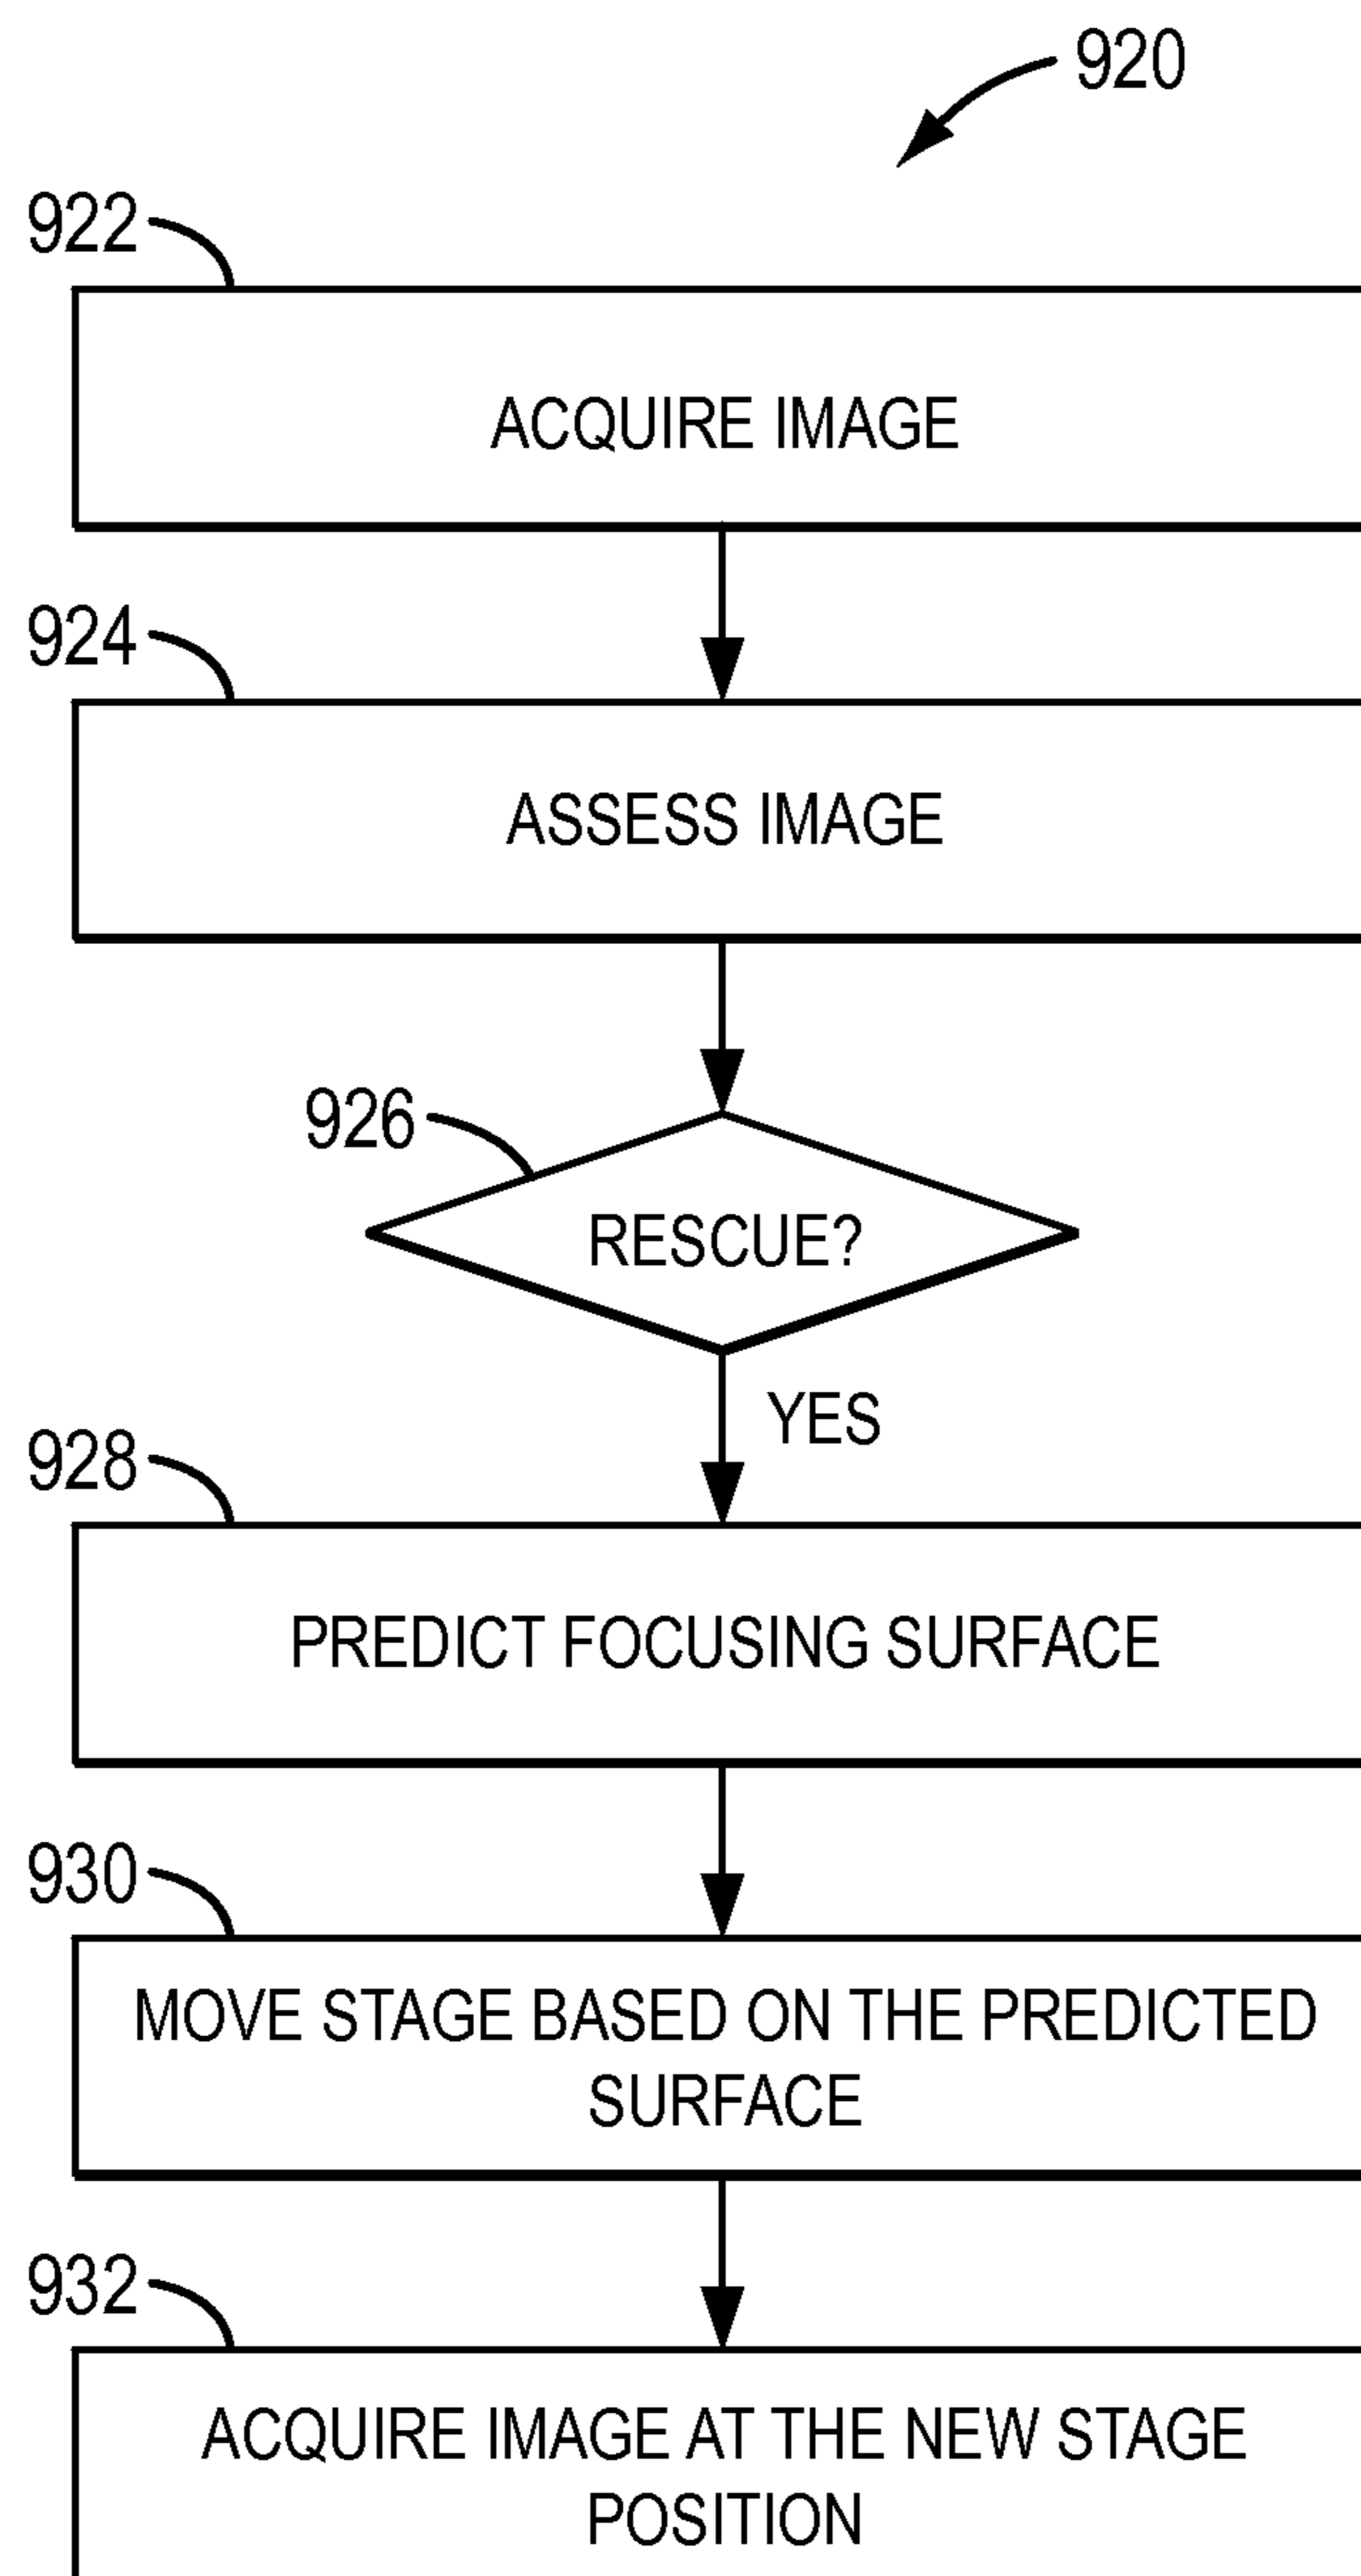 920
922
ACQUIRE IMAGE
924
ASSESS IMAGE
926
RESCUE?
YES
928
PREDICT FOCUSING SURFACE
930
MOVE STAGE BASED ON THE PREDICTED
SURFACE
932
ACQUIRE IMAGE AT THE NEW STAGE
POSITION